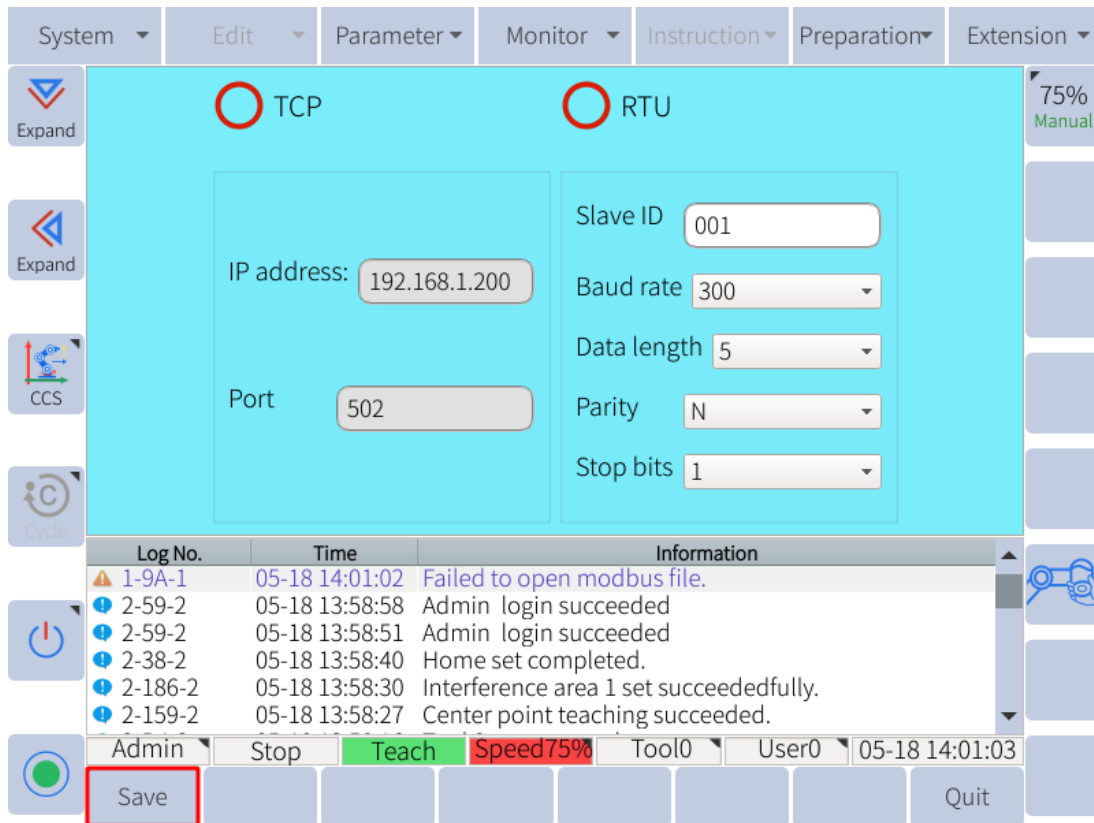 System Edit Parameter Monitor Instruction Preparation Extension
Expand
Expand
CCS
Cycle
75%
Manual
TCP
RTU
IP address: 192.168.1.200
Port 502
Slave ID 001
Baud rate 300
Data length 5
Parity N
Stop bits 1
Log No. Time Information
1-9A-1 05-18 14:01:02 Failed to open modbus file.
2-59-2 05-18 13:58:58 Admin login succeeded
2-59-2 05-18 13:58:51 Admin login succeeded
2-38-2 05-18 13:58:40 Home set completed.
2-186-2 05-18 13:58:30 Interference area 1 set succeededfully.
2-159-2 05-18 13:58:27 Center point teaching succeeded.
Admin Stop Teach Speed75% Tool0 User0 05-18 14:01:03
Save Quit